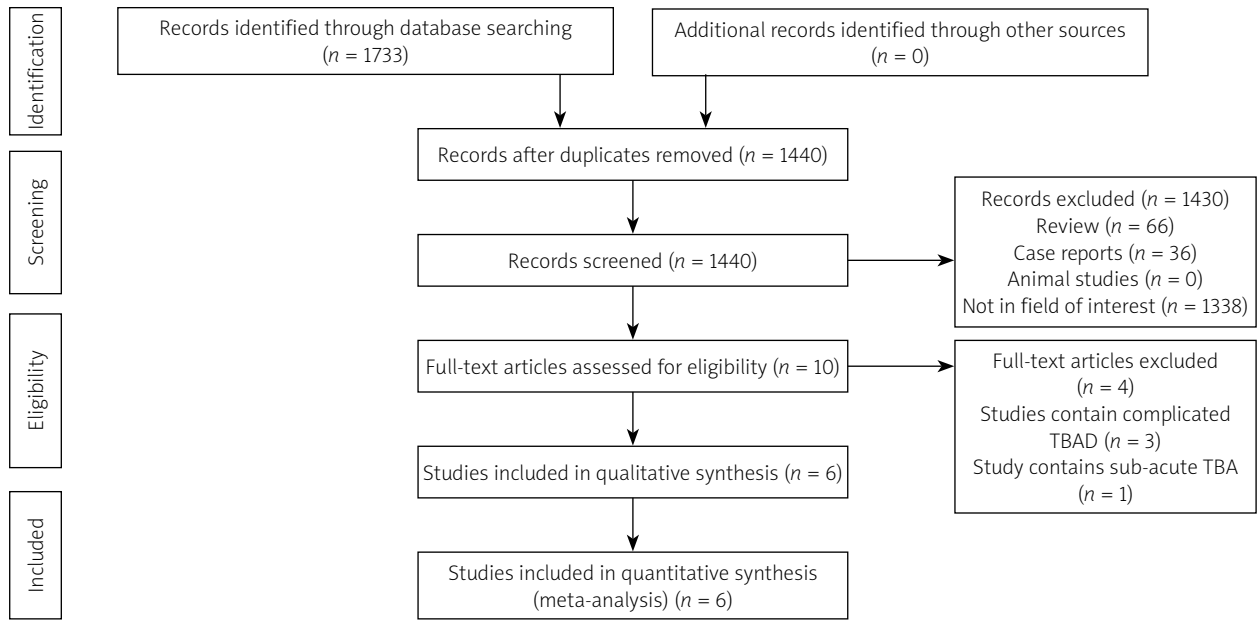 Identification
Records identified through database searching
(n = 1733)
Additional records identified through other sources
(n = 0)
Records after duplicates removed (n = 1440)
Screening
Records screened (n = 1440)
Records excluded (n = 1430)
Review (n = 66)
Case reports (n = 36)
Animal studies (n = 0)
Not in field of interest (n = 1338)
Eligibility
Full-text articles assessed for eligibility (n = 10)
Full-text articles excluded
(n = 4)
Studies contain complicated
TBAD (n = 3)
Study contains sub-acute TBA
(n = 1)
Studies included in qualitative synthesis (n = 6)
Included
Studies included in quantitative synthesis
(meta-analysis) (n = 6)